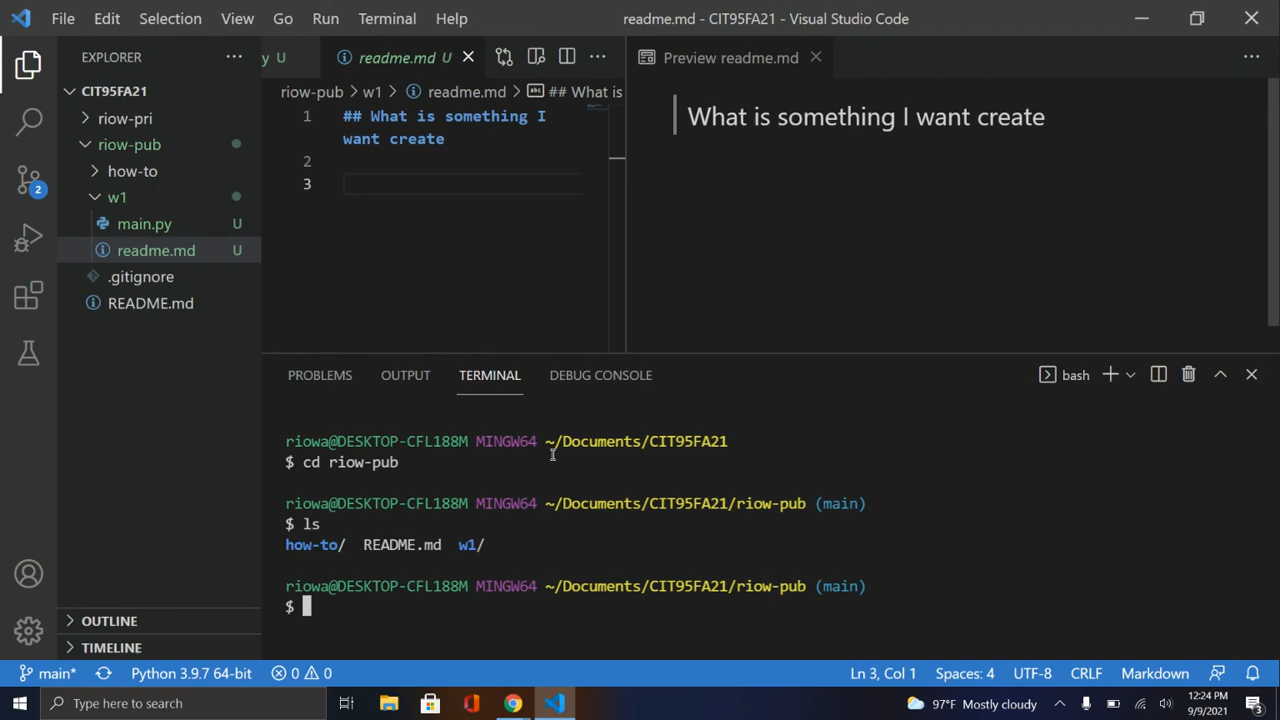 File Edit Selection View Go Run Terminal Help
readme.md - CIT95FA21 - Visual Studio Code
EXPLORER
CIT95FA21
riow-pri
riow-pub
how-to
w1
main.py U
readme.md U
.gitignore
README.md
OUTLINE
TIMELINE
2
y U
readme.md U
riow-pub > w1 > readme.md > ## What is
1 ## What is something I
want create
2
3
Preview readme.md
What is something I want create
PROBLEMS OUTPUT TERMINAL DEBUG CONSOLE
bash
riowa@DESKTOP-CFL188M MINGW64 ~/Documents/CIT95FA21
$ cd riow-pub
riowa@DESKTOP-CFL188M MINGW64 ~/Documents/CIT95FA21/riow-pub (main)
$ ls
how-to/ README.md w1/
riowa@DESKTOP-CFL188M MINGW64 ~/Documents/CIT95FA21/riow-pub (main)
$
main* Python 3.9.7 64-bit 0 0 Ln 3, Col 1 Spaces: 4 UTF-8 CRLF Markdown
Type here to search
97°F Mostly cloudy
12:24 PM
9/9/2021
3